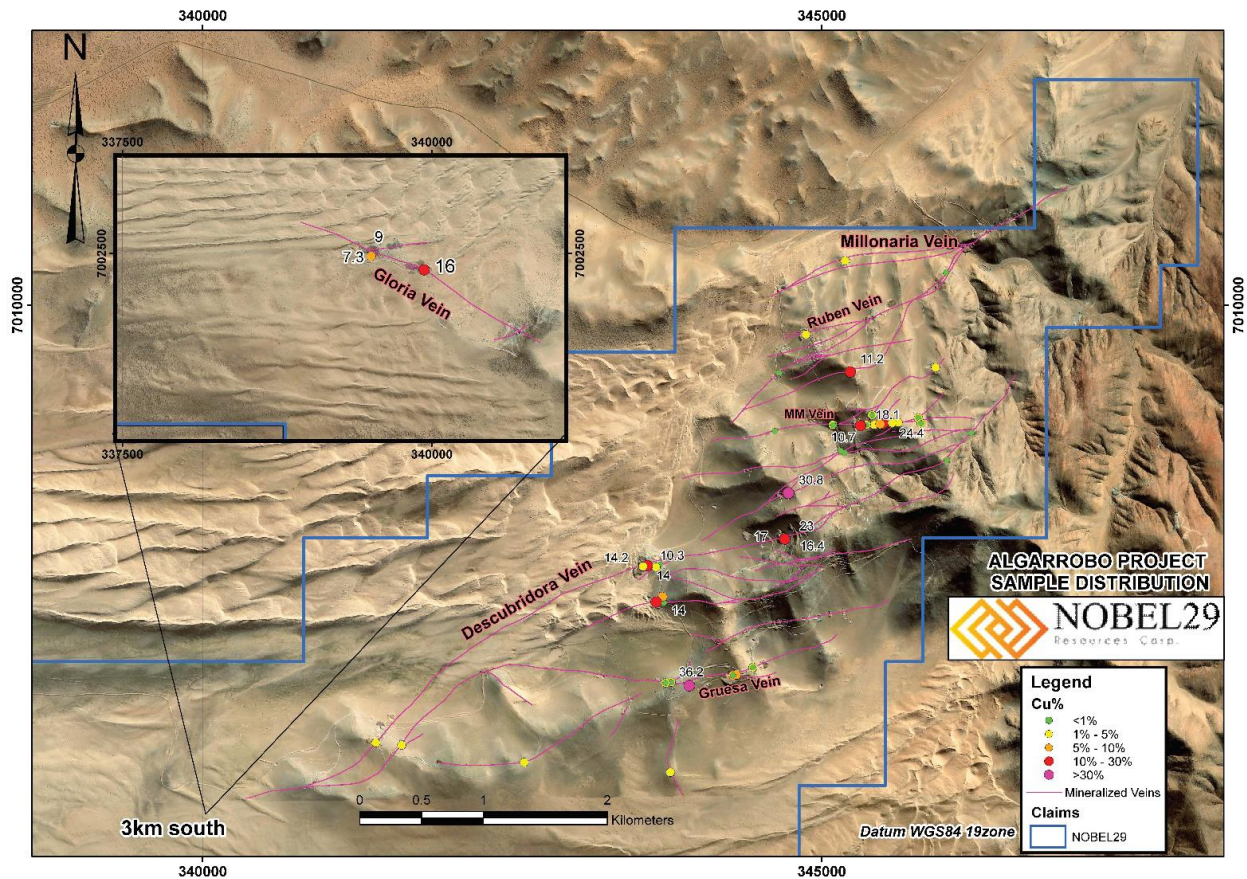 340000
345000
N
337500
340000
7002500
7002500
9
7.3
16
Gloria Vein
337500
340000
7010000
7010000
Millonaria Vein
Ruben Vein
11.2
MM Vein
18.1
10.7
24.4
30.8
23
17
16.4
14.2
10.3
14
14
Descubridora Vein
36.2
Gruesa Vein
3km south
0
0.5
1
2
Kilometers
ALGARROBO PROJECT
SAMPLE DISTRIBUTION
NOBEL29
Resources Corp.
Legend
Cu%
<1%
1% - 5%
5% - 10%
10% - 30%
>30%
Mineralized Veins
Claims
NOBEL29
Datum WGS84 19zone
340000
345000